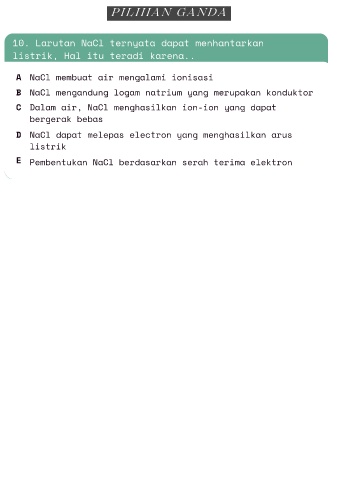 PILIHAN GANDA
10. Larutan NaCl ternyata dapat menhantarkan
listrik, Hal itu teradi karena..
A NaCl membuat air mengalami ionisasi
B NaCl mengandung logam natrium yang merupakan konduktor
C Dalam air, NaCl menghasilkan ion-ion yang dapat
bergerak bebas
D NaCl dapat melepas electron yang menghasilkan arus
listrik
E Pembentukan NaCl berdasarkan serah terima elektron